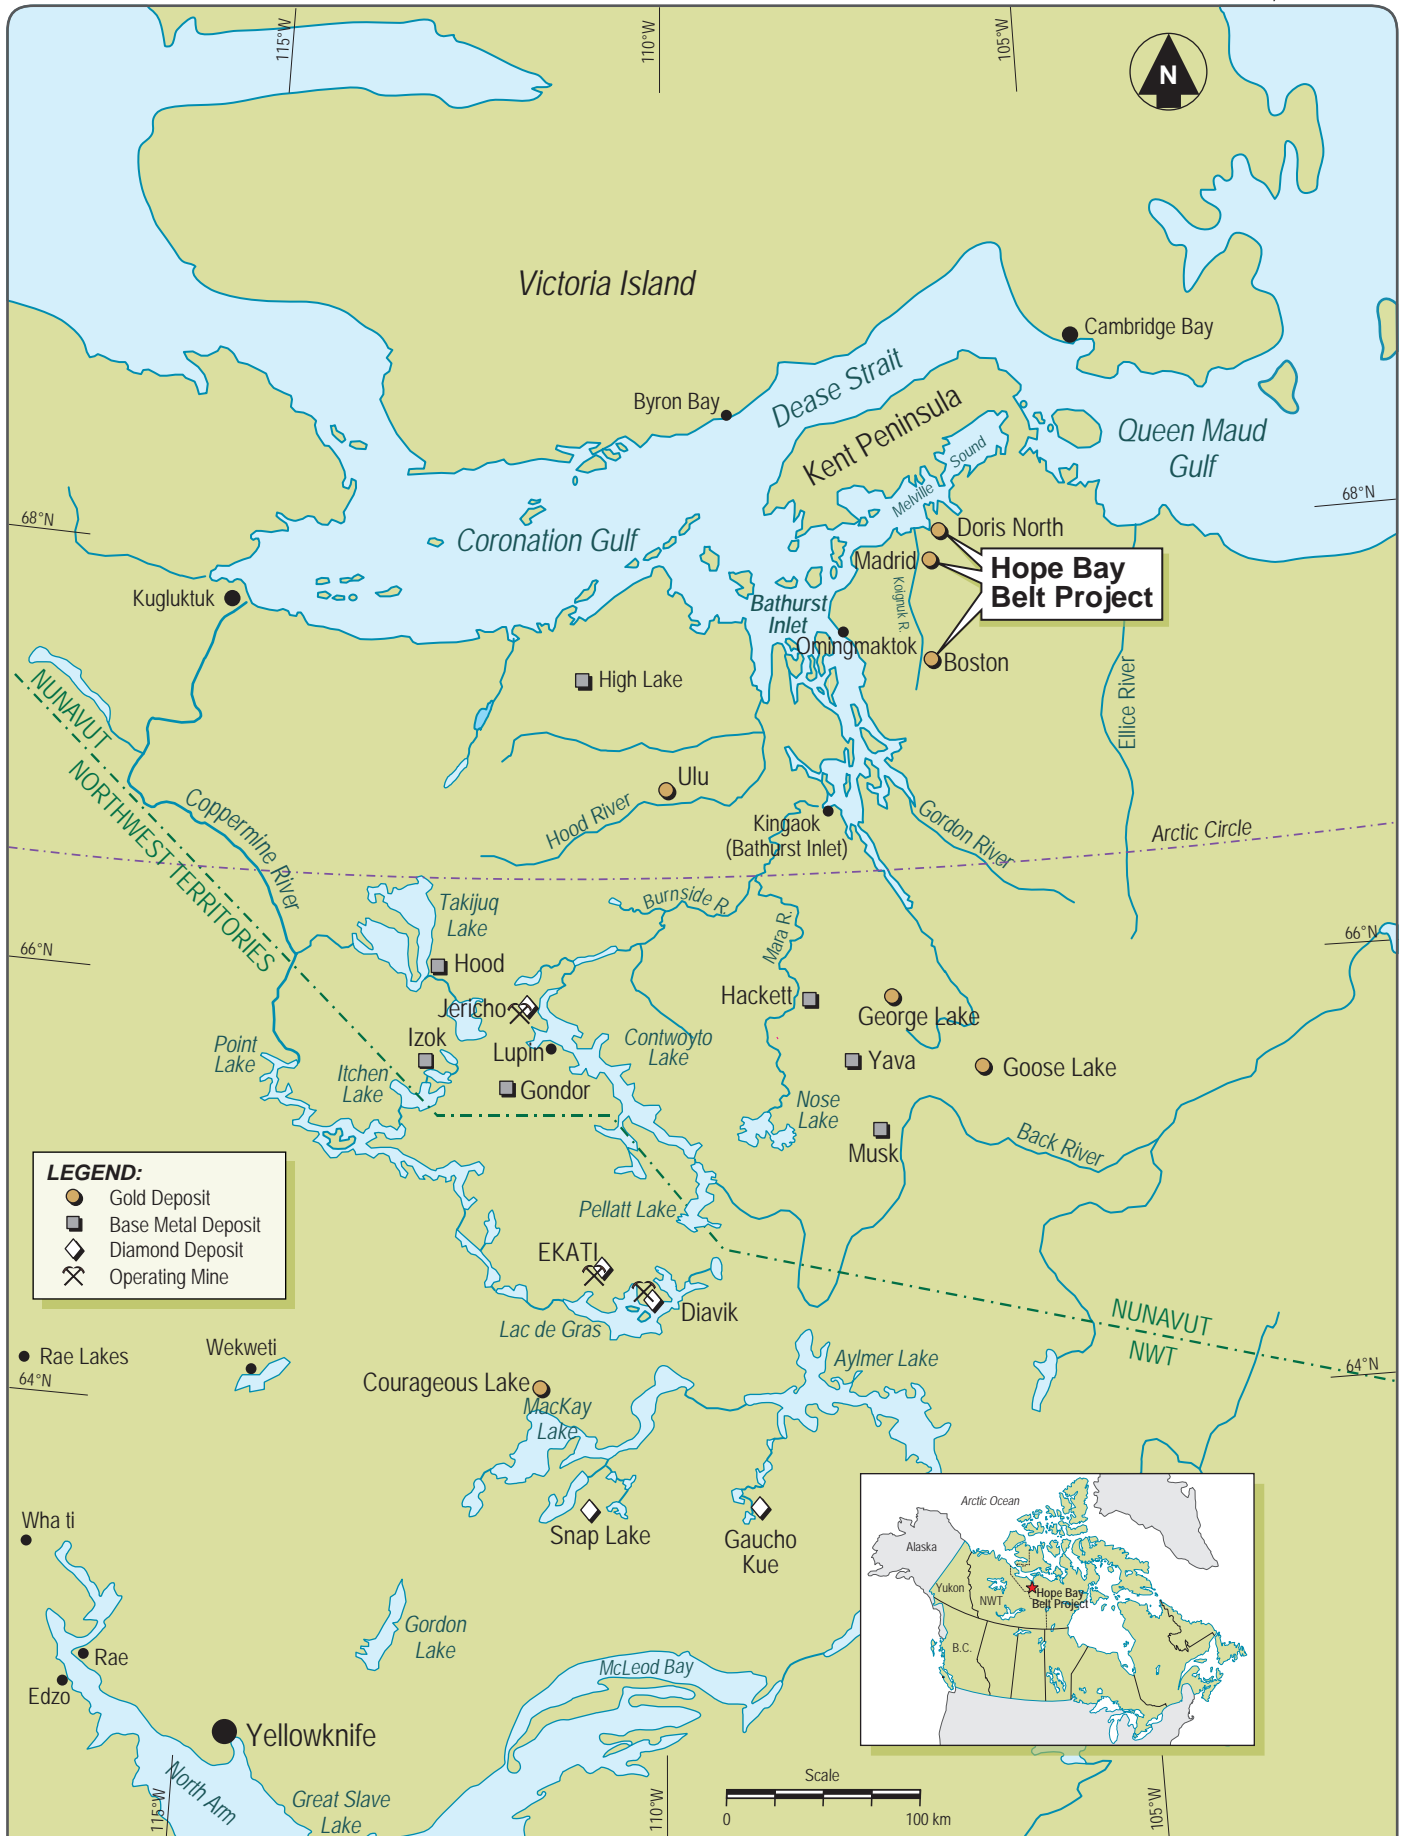 115°W
110°W
105°W
N
Victoria Island
Cambridge Bay
Byron Bay
Dease Strait
Kent Peninsula
Queen Maud
Gulf
Melville
Sound
68°N
68°N
Coronation Gulf
Doris North
Madrid
Hope Bay
Belt Project
Kugluktuk
Bathurst
Inlet
Koignuk R.
Omingmaktok
Boston
High Lake
Ellice River
NUNAVUT
NORTHWEST TERRITORIES
Ulu
Coppermine River
Hood River
Kingaok
(Bathurst Inlet)
Gordon River
Arctic Circle
Takijuq
Lake
Burnside R.
Mara R.
66°N
66°N
Hood
Jericho
Hackett
George Lake
Point
Lake
Izok
Lupin
Contwoyto
Lake
Yava
Goose Lake
Itchen
Lake
Gondor
Nose
Lake
Musk
Back River
LEGEND:
Gold Deposit
Base Metal Deposit
Diamond Deposit
Operating Mine
Pellatt Lake
EKATI
Diavik
Lac de Gras
NUNAVUT
NWT
Rae Lakes
Wekweti
Aylmer Lake
64°N
64°N
Courageous Lake
MacKay
Lake
Snap Lake
Gaucho
Kue
Wha ti
Arctic Ocean
Alaska
Yukon
NWT
Hope Bay
Belt Project
B.C.
Gordon
Lake
Rae
Edzo
McLeod Bay
Yellowknife
North Arm
Great Slave
Lake
115°W
110°W
105°W
Scale
0
100 km